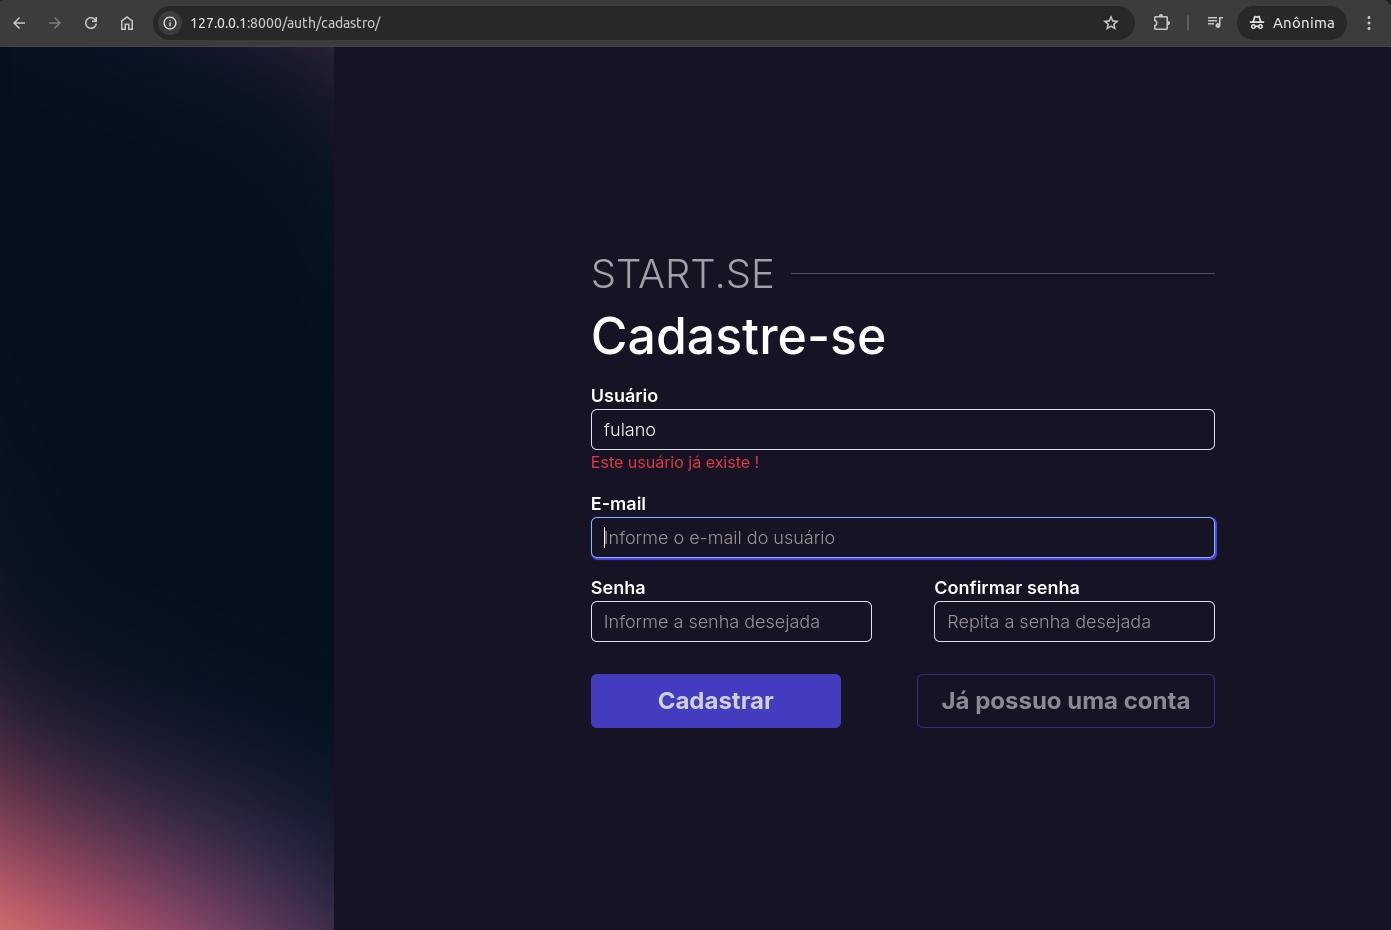 127.0.0.1:8000/auth/cadastro/
Anônima
START.SE
Cadastre-se
Usuário
fulano
Este usuário já existe !
E-mail
Informe o e-mail do usuário
Senha
Confirmar senha
Informe a senha desejada
Repita a senha desejada
Cadastrar
Já possuo uma conta